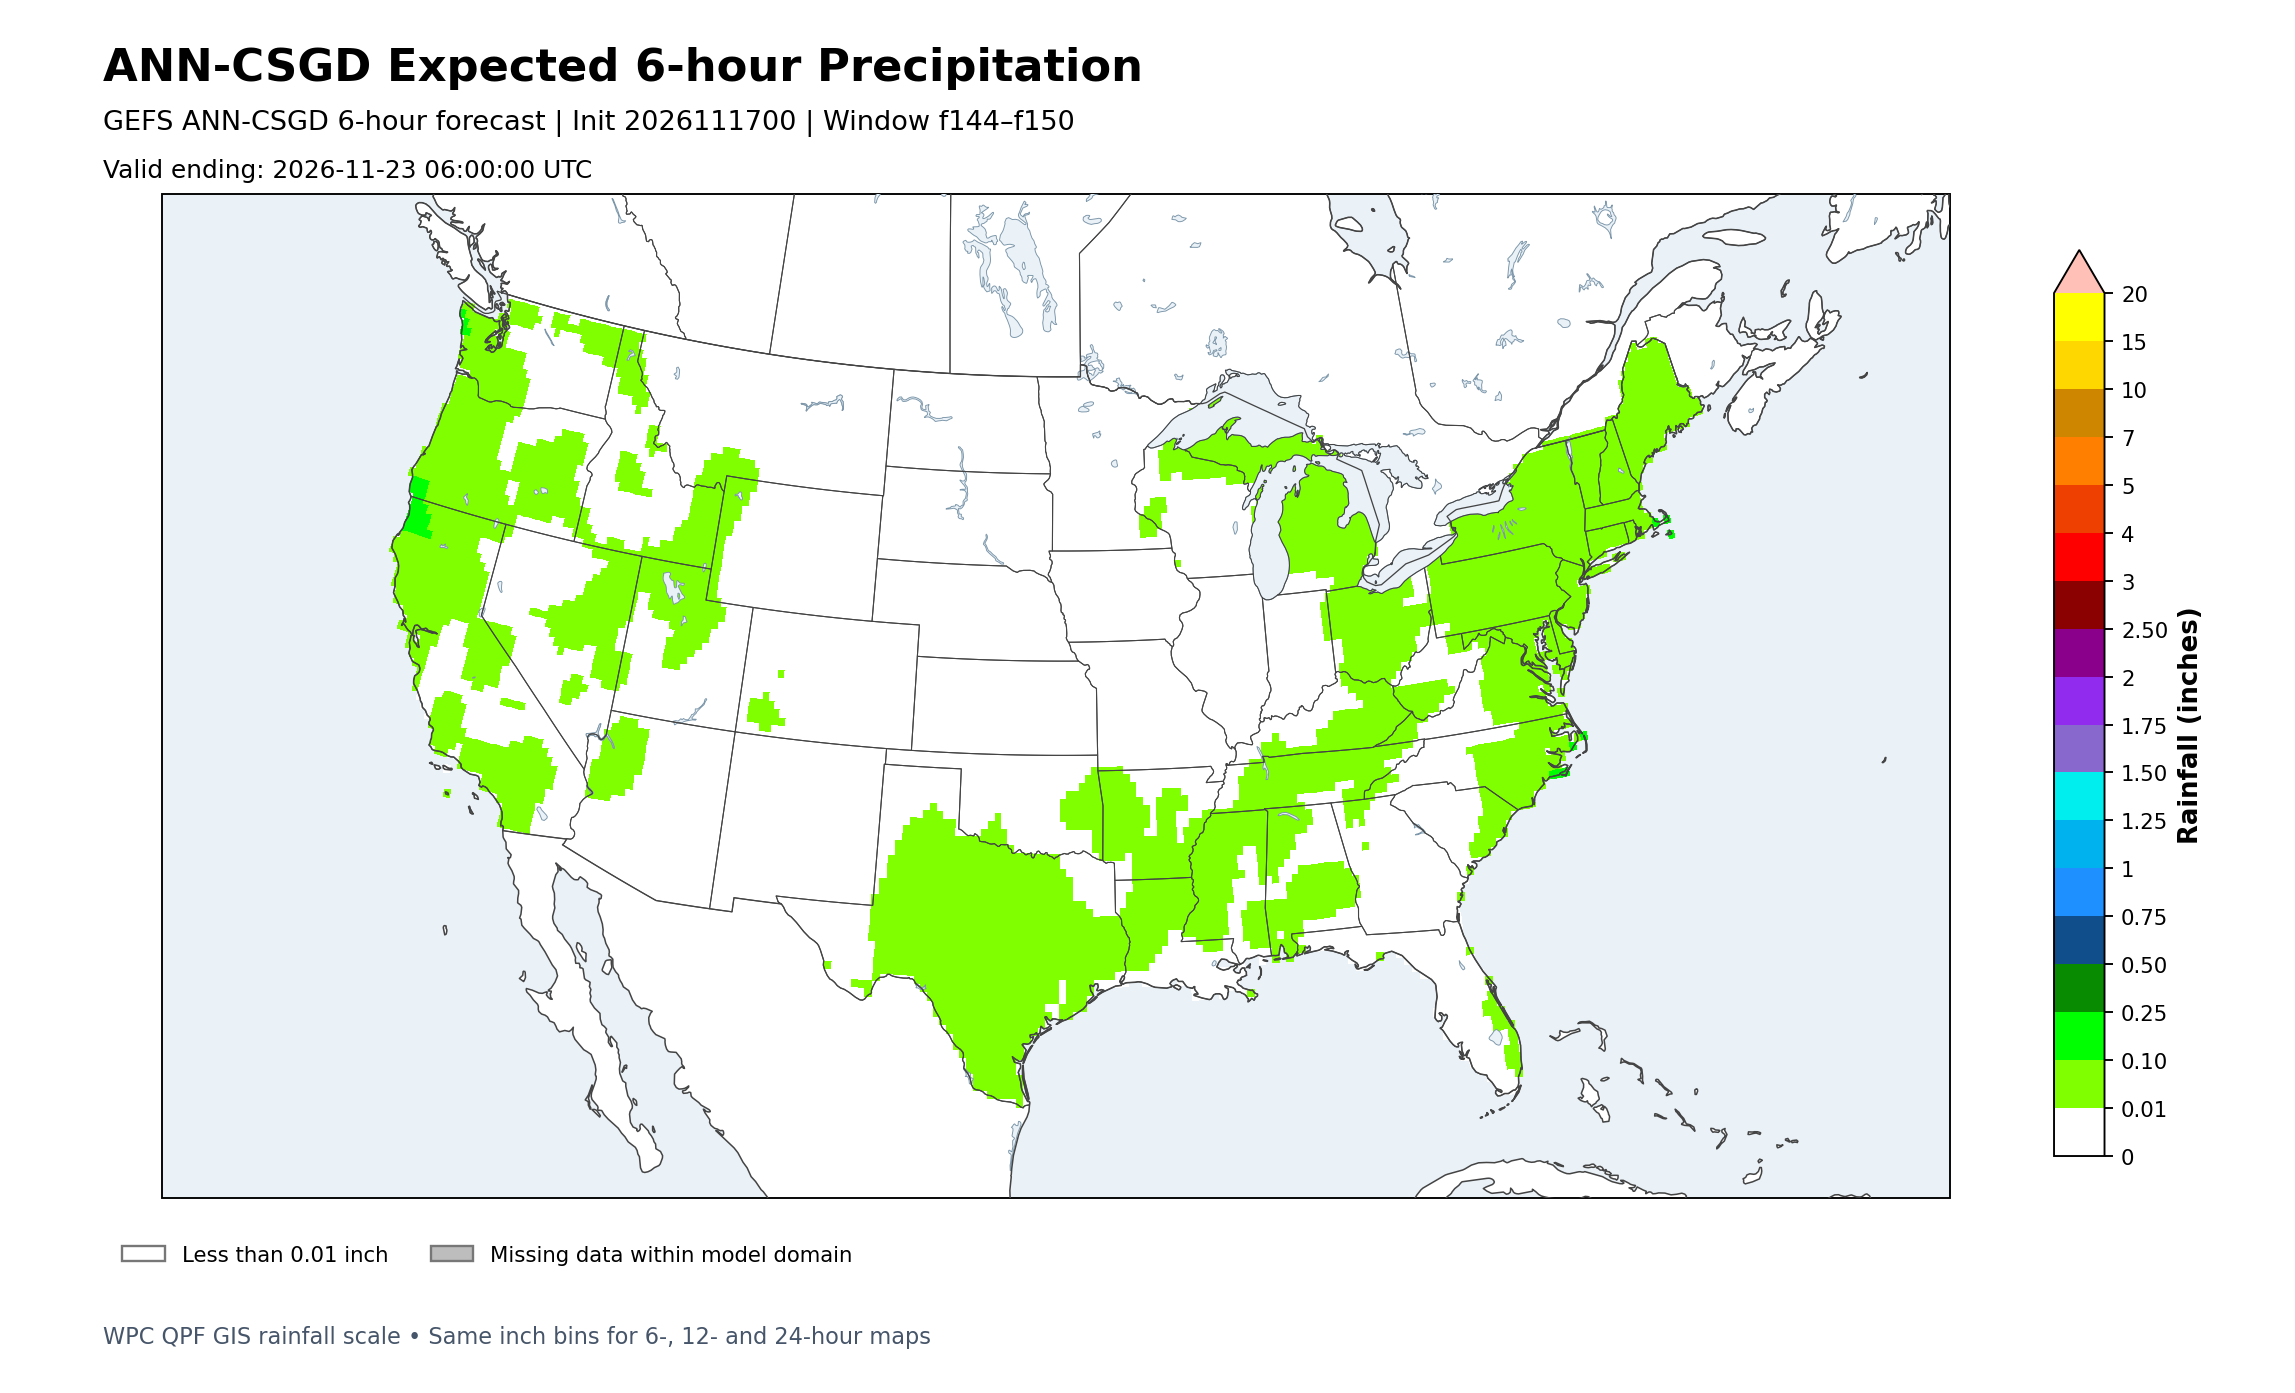 ANN-CSGD Expected 6-hour Precipitation
GEFS ANN-CSGD 6-hour forecast | Init 2026111700 | Window f144–f150
Valid ending: 2026-11-23 06:00:00 UTC
20
15
10
7
5
4
3
2.50
2
1.75
1.50
1.25
1
0.75
0.50
0.25
0.10
0.01
0
Rainfall (inches)
Less than 0.01 inch
Missing data within model domain
WPC QPF GIS rainfall scale • Same inch bins for 6-, 12- and 24-hour maps